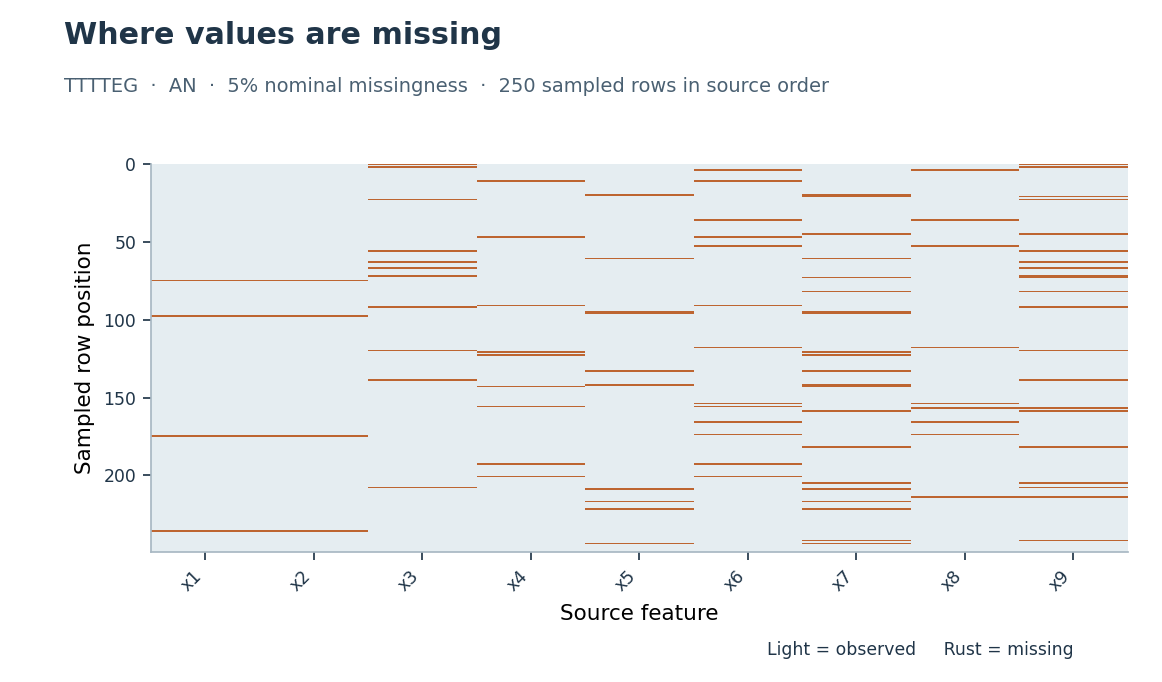 Where values are missing
TTTTEG · AN · 5% nominal missingness · 250 sampled rows in source order
0
50
100
150
200
Sampled row position
x1 x2 x3 x4 x5 x6 x7 x8 x9
Source feature
Light = observed Rust = missing